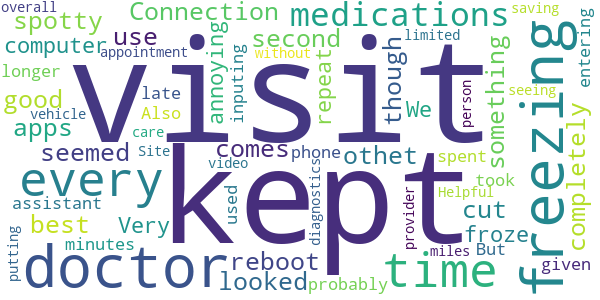 overall
spotty
Connection
medications
saving
computer
use
second
limited
entering
appointment
without
though
seeing
longer
annoying
inputing
repeat
something
freezing
visit
good
vehicle
late
Also
We
person
apps
care
completely
seemed
Site
comes
phone
othet
spent
every
video
kept
took
assistant
used
diagnostics
provider
Helpful
best
Very
cut
minutes
reboot
froze
But
putting
doctor
looked
probably
time
miles
given